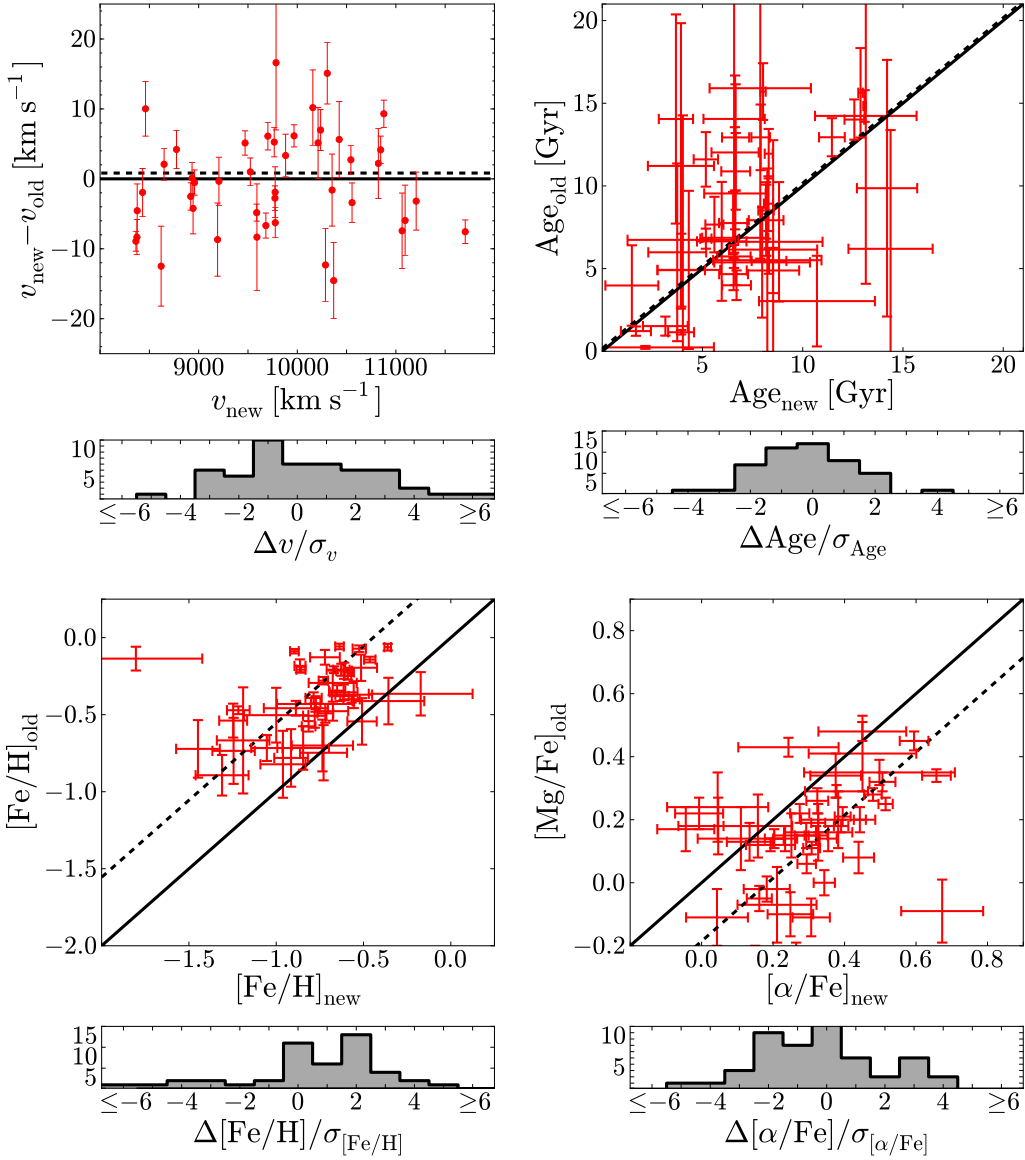 20
10
0
−10
−20
v_new − v_old [km s⁻¹]
9000 10000 11000
v_new [km s⁻¹]
20
15
10
5
0
Age_old [Gyr]
5 10 15 20
Age_new [Gyr]
10
5
≤−6 −4 −2 0 2 4 ≥6
Δv/σ_v
15
10
5
≤−6 −4 −2 0 2 4 ≥6
ΔAge/σ_Age
0.0
−0.5
−1.0
−1.5
−2.0
[Fe/H]_old
−1.5 −1.0 −0.5 0.0
[Fe/H]_new
0.8
0.6
0.4
0.2
0.0
−0.2
[Mg/Fe]_old
0.0 0.2 0.4 0.6 0.8
[α/Fe]_new
15
10
5
≤−6 −4 −2 0 2 4 ≥6
Δ[Fe/H]/σ_[Fe/H]
10
5
≤−6 −4 −2 0 2 4 ≥6
Δ[α/Fe]/σ_[α/Fe]